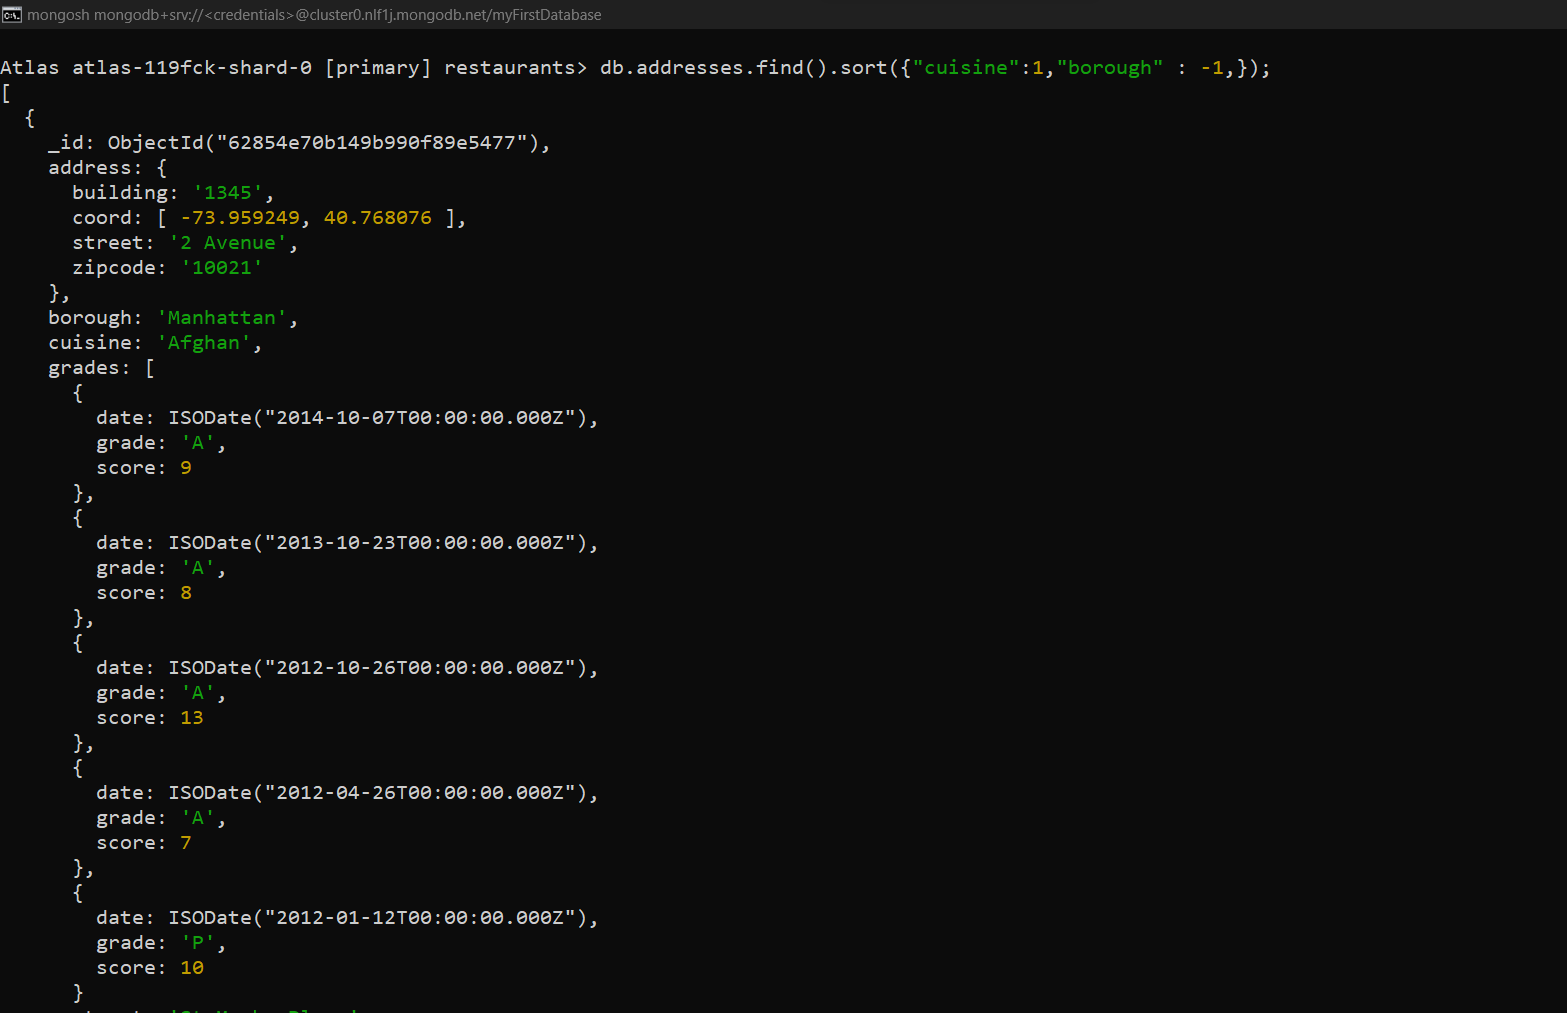 mongosh mongodb+srv://<credentials>@cluster0.nlf1j.mongodb.net/myFirstDatabase
Atlas atlas-119fck-shard-0 [primary] restaurants> db.addresses.find().sort({"cuisine":1,"borough" : -1,});
[
  {
    _id: ObjectId("62854e70b149b990f89e5477"),
    address: {
      building: '1345',
      coord: [ -73.959249, 40.768076 ],
      street: '2 Avenue',
      zipcode: '10021'
    },
    borough: 'Manhattan',
    cuisine: 'Afghan',
    grades: [
      {
        date: ISODate("2014-10-07T00:00:00.000Z"),
        grade: 'A',
        score: 9
      },
      {
        date: ISODate("2013-10-23T00:00:00.000Z"),
        grade: 'A',
        score: 8
      },
      {
        date: ISODate("2012-10-26T00:00:00.000Z"),
        grade: 'A',
        score: 13
      },
      {
        date: ISODate("2012-04-26T00:00:00.000Z"),
        grade: 'A',
        score: 7
      },
      {
        date: ISODate("2012-01-12T00:00:00.000Z"),
        grade: 'P',
        score: 10
      }